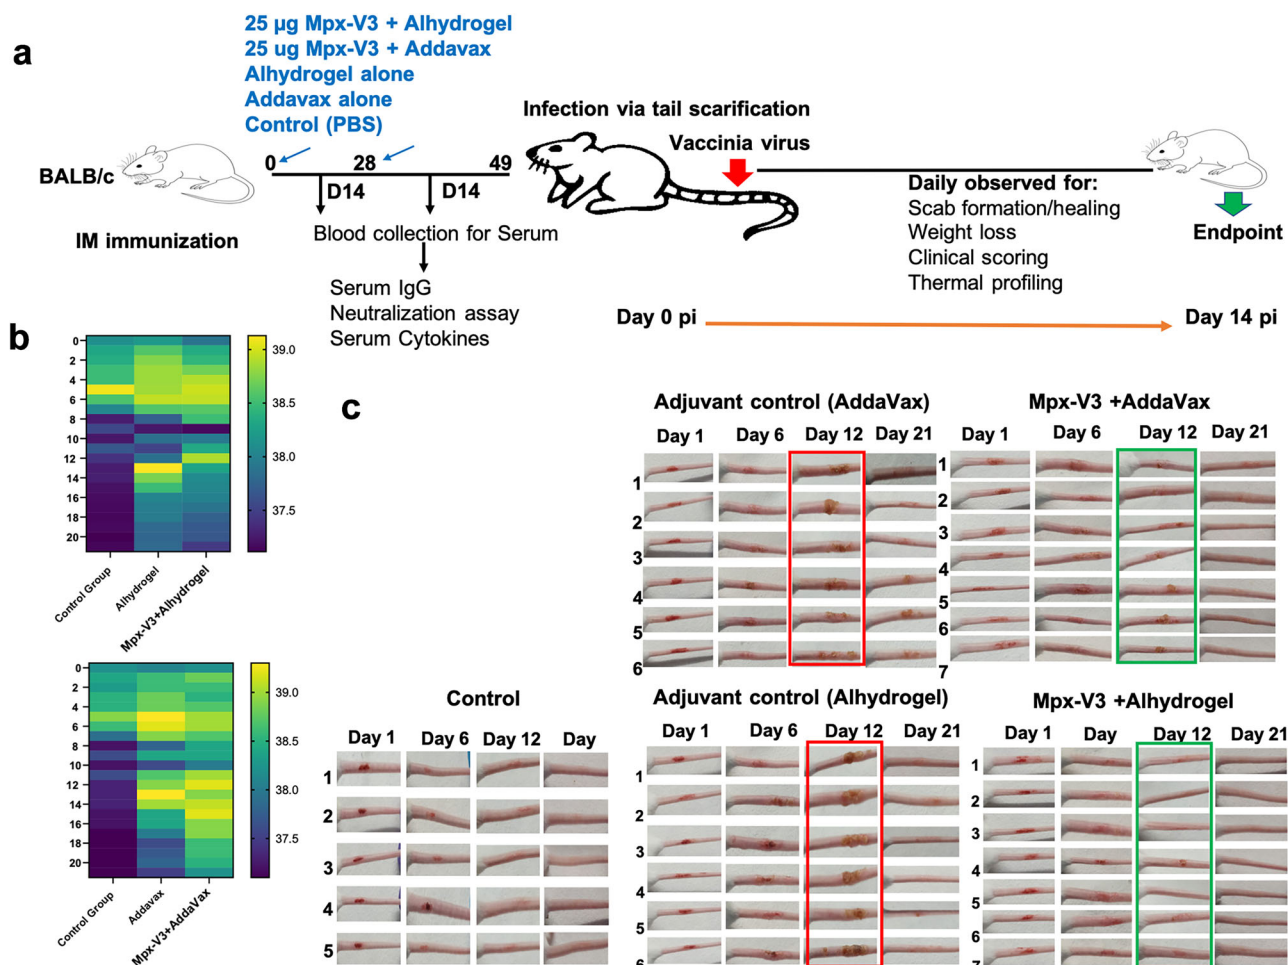 a
25 µg Mpx-V3 + Alhydrogel
25 ug Mpx-V3 + Addavax
Alhydrogel alone
Addavax alone
Control (PBS)
Infection via tail scarification
Vaccinia virus
BALB/c
0 28 49
D14 D14
IM immunization
Blood collection for Serum
Serum IgG
Neutralization assay
Serum Cytokines
Daily observed for:
Scab formation/healing
Weight loss
Clinical scoring
Thermal profiling
Endpoint
Day 0 pi
Day 14 pi
b
0
2
4
6
8
10
12
14
16
18
20
39.0
38.5
38.0
37.5
Control Group
Alhydrogel
Mpx-V3+Alhydrogel
0
2
4
6
8
10
12
14
16
18
20
39.0
38.5
38.0
37.5
Control Group
Addavax
Mpx-V3+AddaVax
c
Adjuvant control (AddaVax)
Day 1 Day 6 Day 12 Day 21
1
2
3
4
5
6
Mpx-V3 +AddaVax
Day 1 Day 6 Day 12 Day 21
1
2
3
4
5
6
7
Control
Day 1 Day 6 Day 12 Day
1
2
3
4
5
Adjuvant control (Alhydrogel)
Day 1 Day 6 Day 12 Day 21
1
2
3
4
5
6
Mpx-V3 +Alhydrogel
Day 1 Day Day 12 Day 21
1
2
3
4
5
6
7